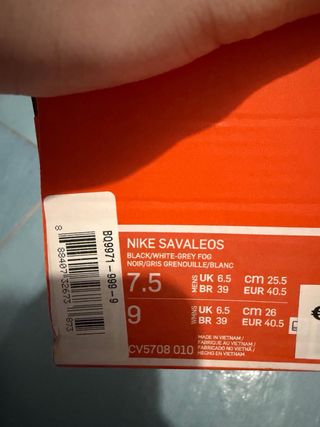 NIKE SAVALEOS
BLACK/WHITE-GREY FOG
NOIR/GRIS GRENOUILLE/BLANC
7.5 MENS UK 6.5 cm 25.5
BR 39 EUR 40.5
9 WMNS UK 6.5 cm 26
BR 39 EUR 40.5
MADE IN VIETNAM /
FABRIQUE AU VIETNAM /
FABRICADO NO VIETNÃ /
HECHO EN VIETNAM
CV5708 010
BQ9971-999-9